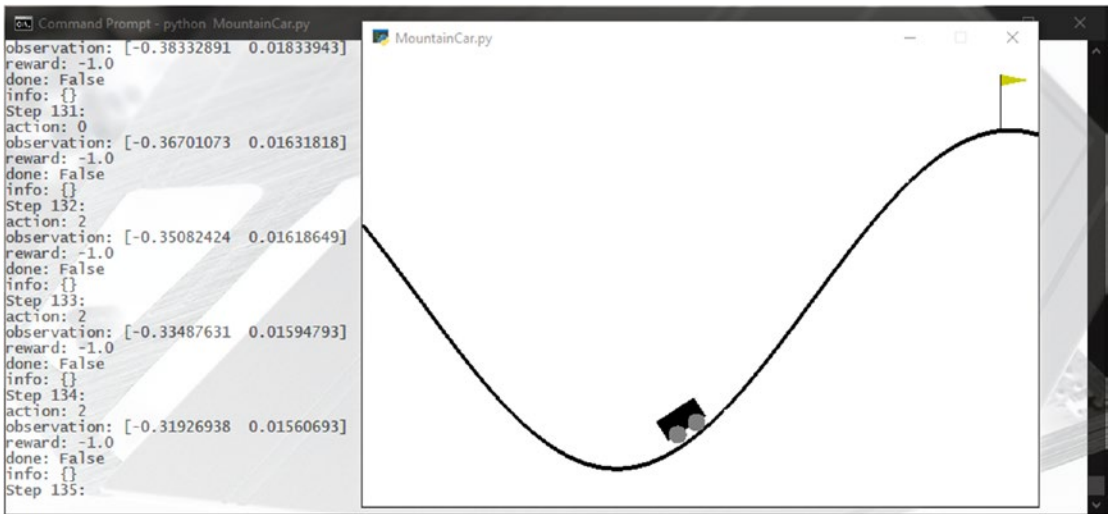 Command Prompt - python MountainCar.py
observation: [-0.38332891 0.01833943]
reward: -1.0
done: False
info: {}
Step 131:
action: 0
observation: [-0.36701073 0.01631818]
reward: -1.0
done: False
info: {}
Step 132:
action: 2
observation: [-0.35082424 0.01618649]
reward: -1.0
done: False
info: {}
Step 133:
action: 2
observation: [-0.33487631 0.01594793]
reward: -1.0
done: False
info: {}
Step 134:
action: 2
observation: [-0.31926938 0.01560693]
reward: -1.0
done: False
info: {}
Step 135:
MountainCar.py